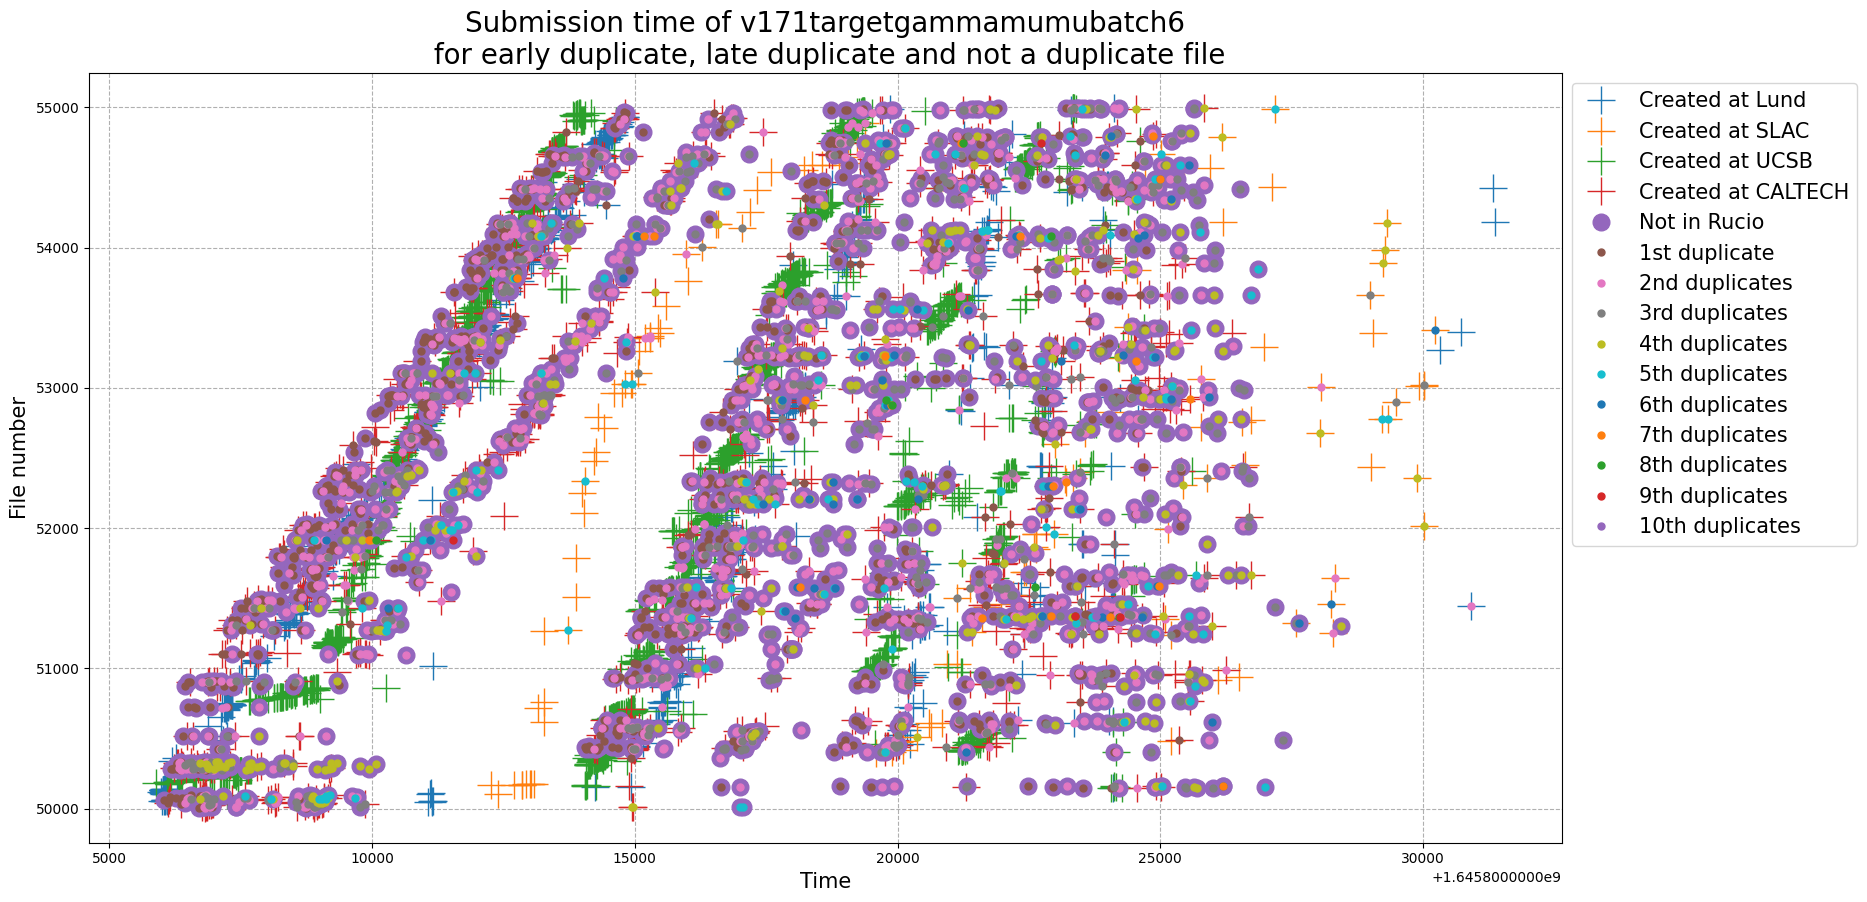 Submission time of v171targetgammamumubatch6
for early duplicate, late duplicate and not a duplicate file
File number
55000
54000
53000
52000
51000
50000
5000
10000
15000
20000
25000
30000
Time
+1.6458000000e9
Created at Lund
Created at SLAC
Created at UCSB
Created at CALTECH
Not in Rucio
1st duplicate
2nd duplicates
3rd duplicates
4th duplicates
5th duplicates
6th duplicates
7th duplicates
8th duplicates
9th duplicates
10th duplicates